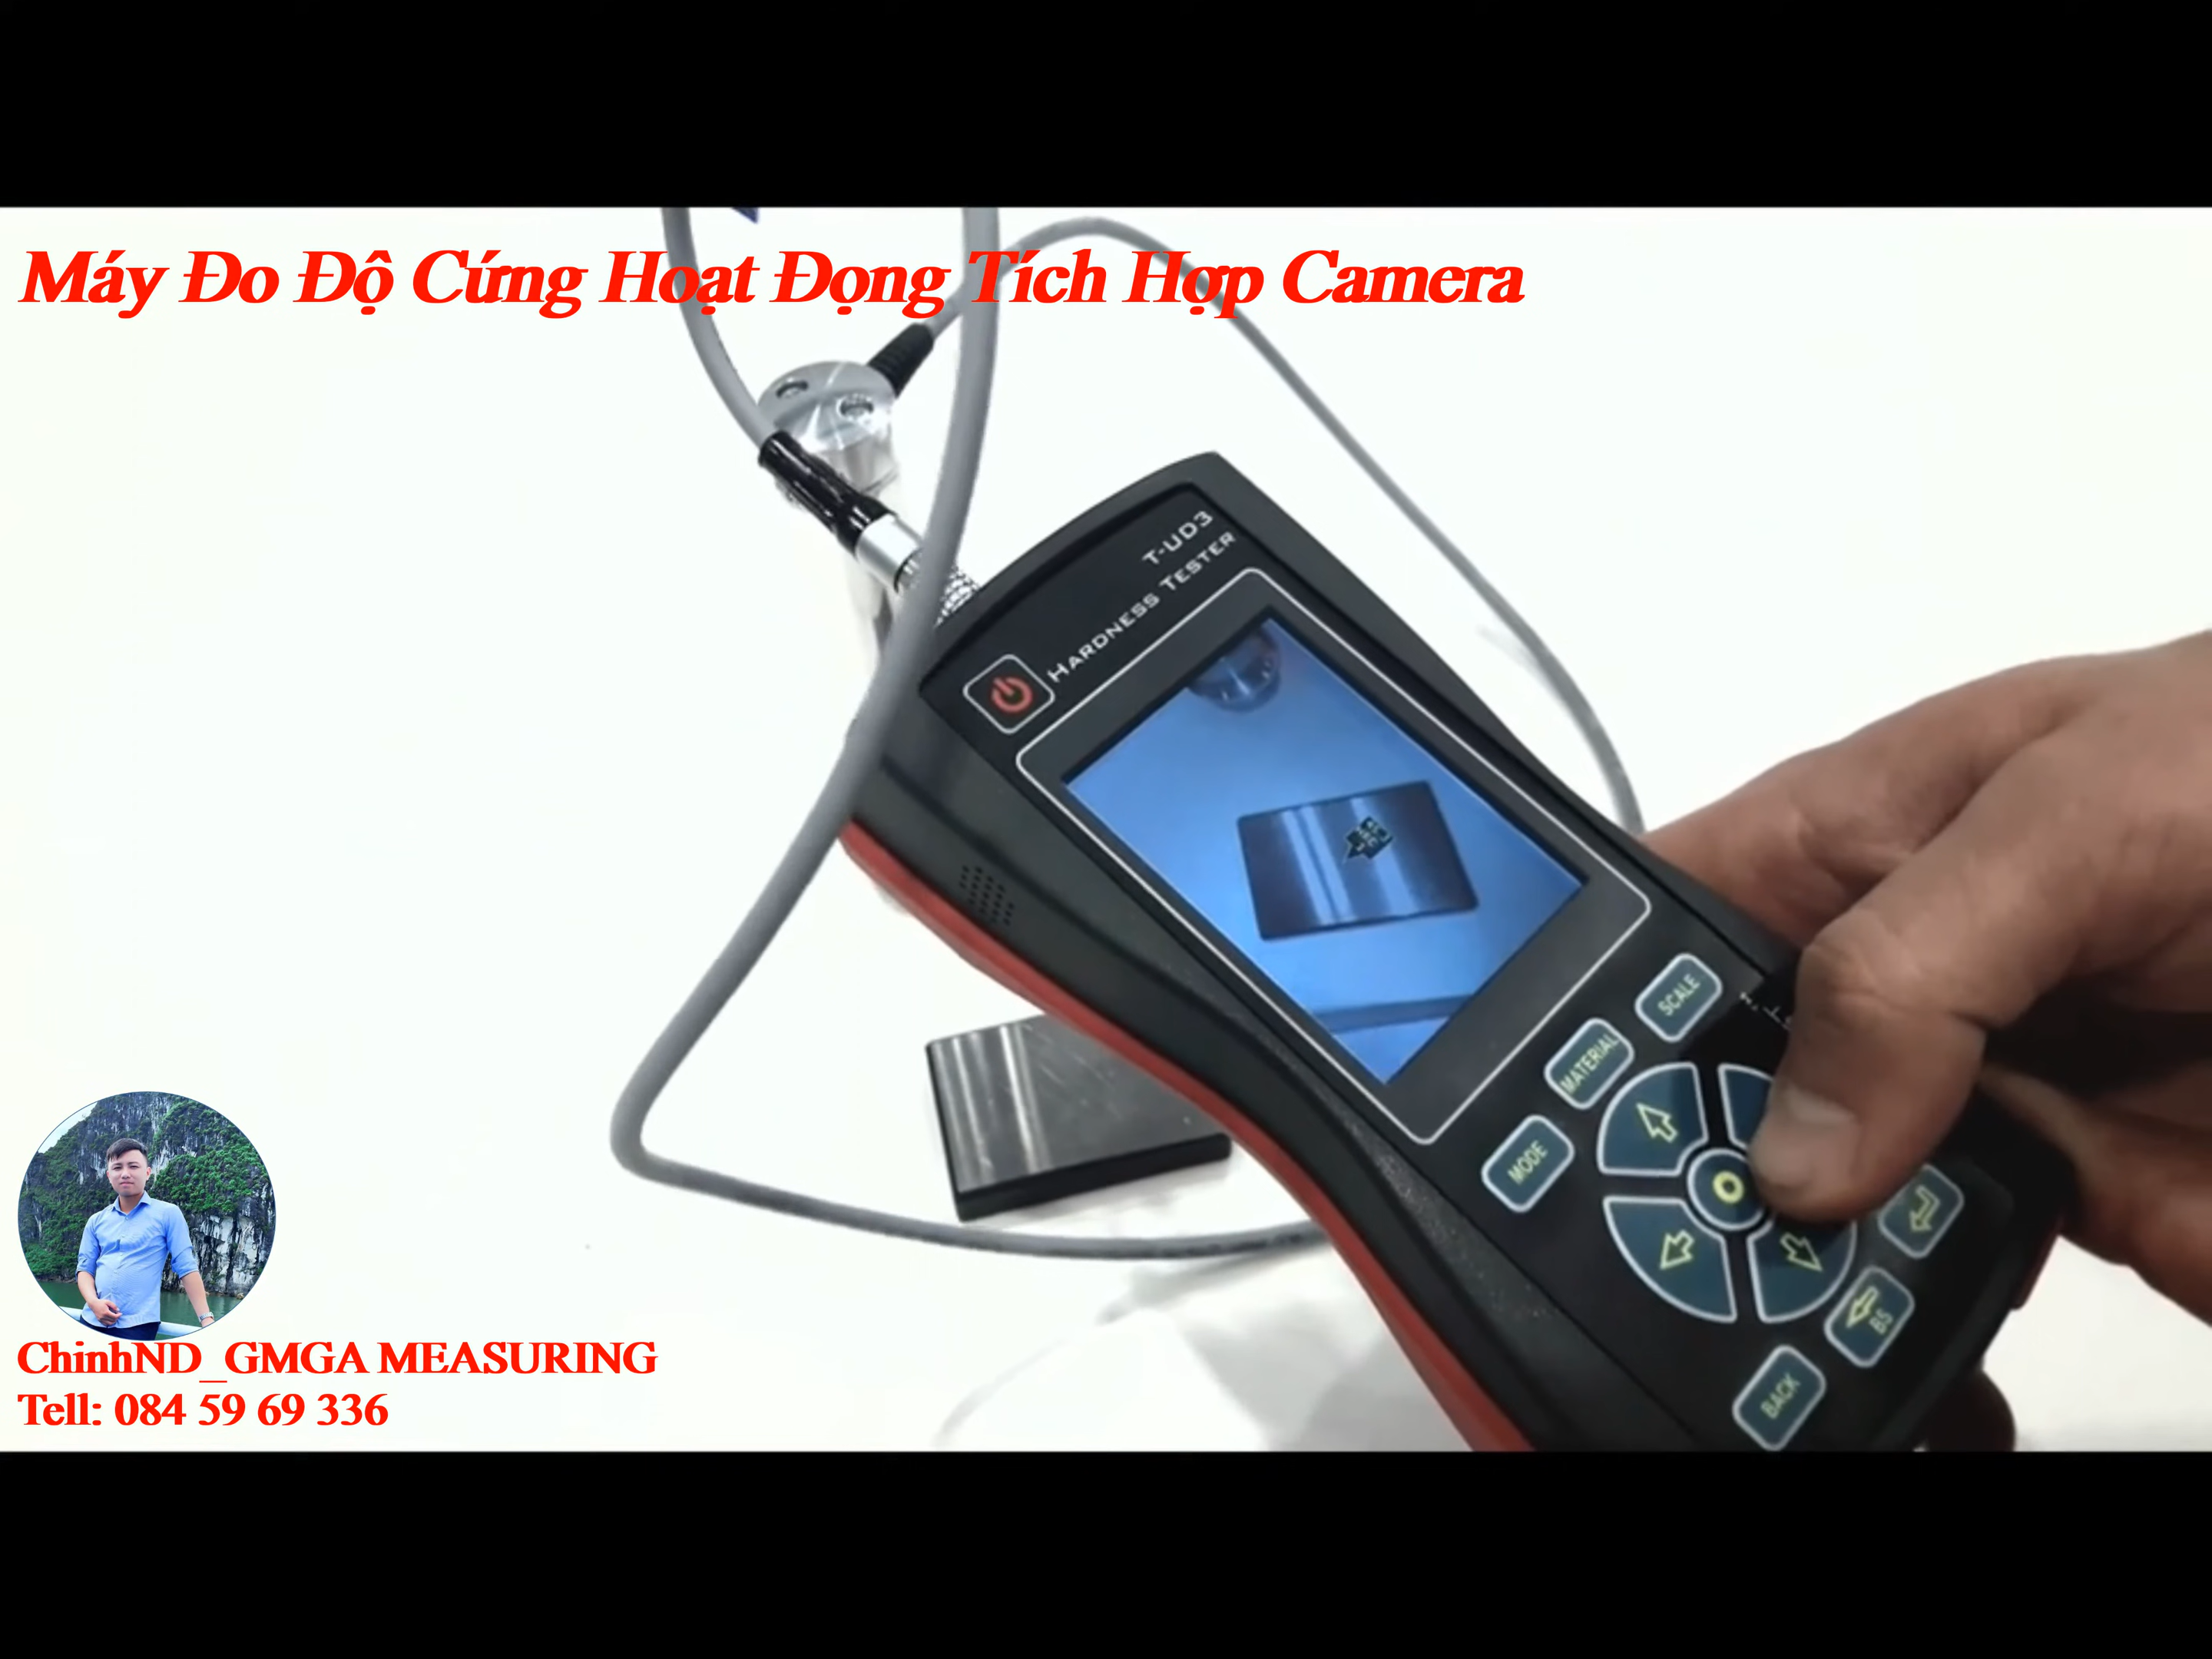 Máy Đo Độ Cứng Hoạt Đọng Tích Hợp Camera
T-UD3
HARDNESS TESTER
SCALE
MATERIAL
MODE
BS
BACK
ChinhND_GMGA MEASURING
Tell: 084 59 69 336